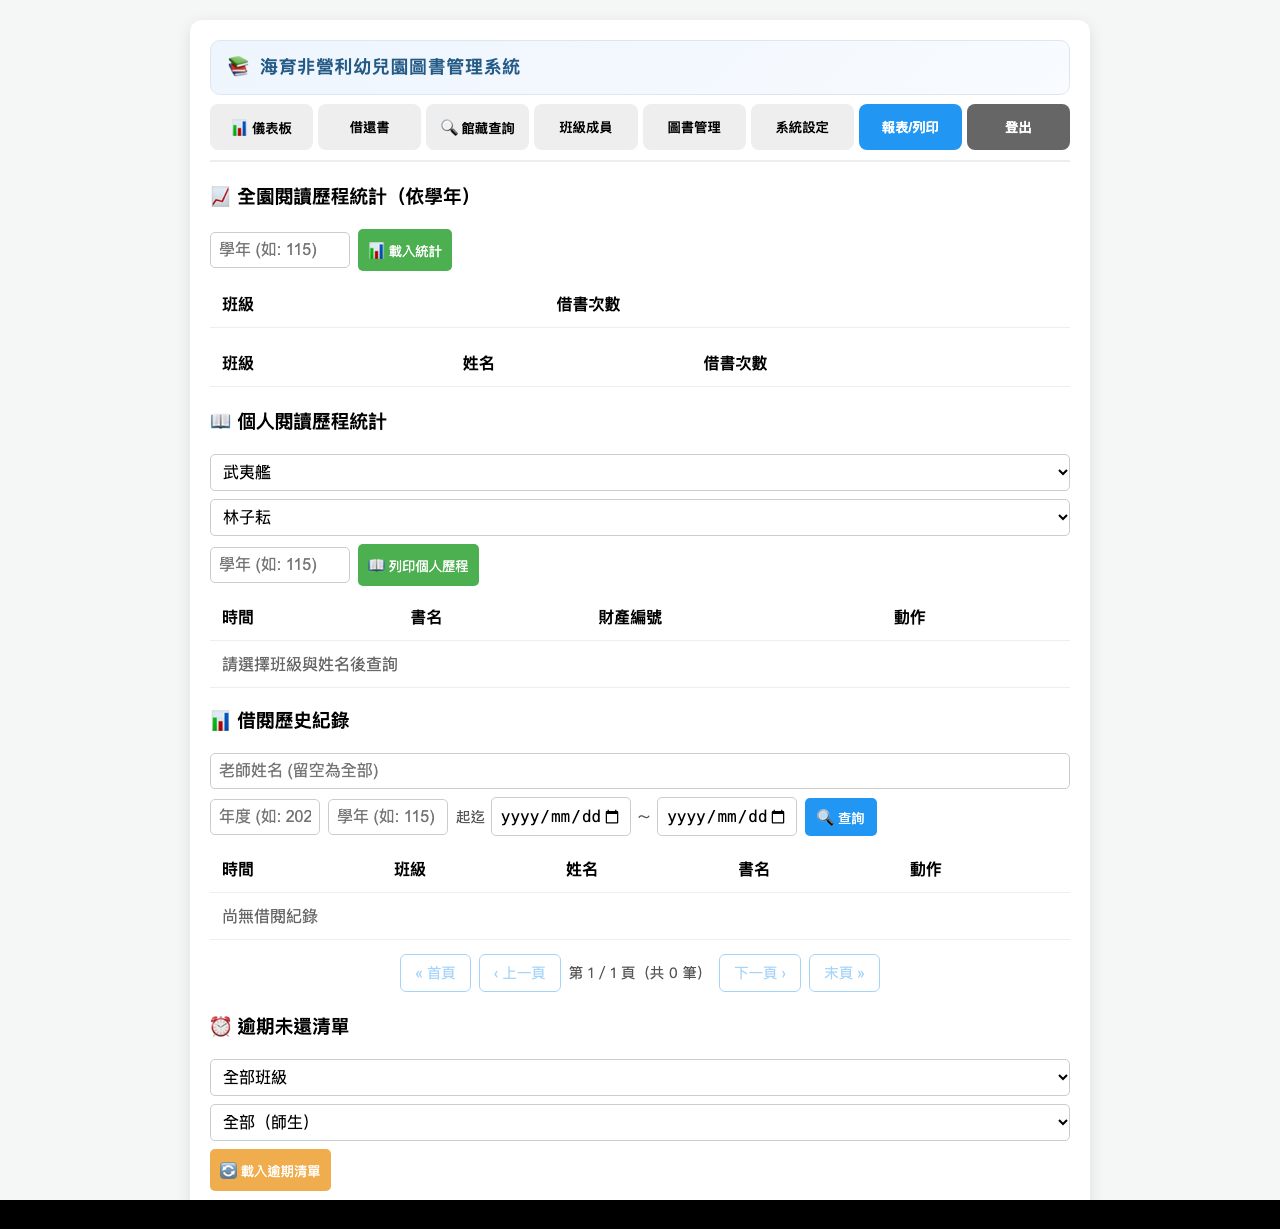 海育非營利幼兒園圖書管理系統
儀表板 借還書 館藏查詢 班級成員 圖書管理 系統設定 報表/列印 登出
全園閱讀歷程統計（依學年）
學年 (如: 115) 載入統計
班級 借書次數
班級 姓名 借書次數
個人閱讀歷程統計
武夷艦
林子耘
學年 (如: 115) 列印個人歷程
時間 書名 財產編號 動作
請選擇班級與姓名後查詢
借閱歷史紀錄
老師姓名 (留空為全部)
年度 (如: 202 學年 (如: 115) 起迄 yyyy/mm/dd ～ yyyy/mm/dd 查詢
時間 班級 姓名 書名 動作
尚無借閱紀錄
« 首頁 ‹ 上一頁 第 1 / 1 頁（共 0 筆） 下一頁 › 末頁 »
逾期未還清單
全部班級
全部（師生）
載入逾期清單